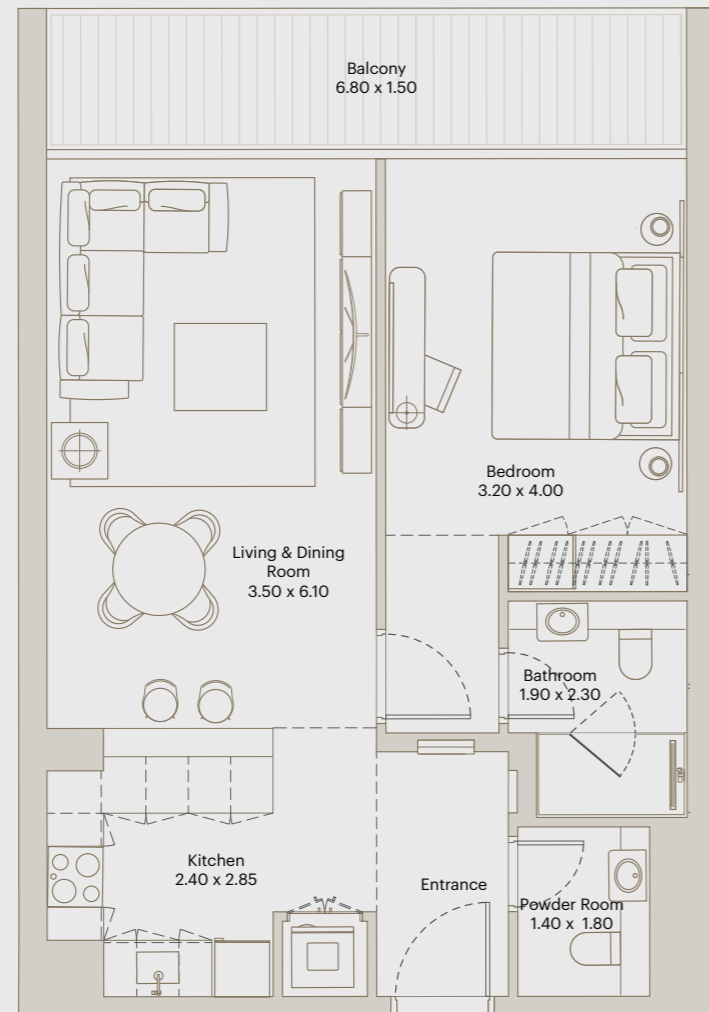 Balcony
6.80 x 1.50
Bedroom
3.20 x 4.00
Living & Dining
Room
3.50 x 6.10
Bathroom
1.90 x 2.30
Kitchen
2.40 x 2.85
Entrance
Powder Room
1.40 x 1.80